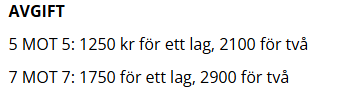 AVGIFT
5 MOT 5: 1250 kr för ett lag, 2100 för två
7 MOT 7: 1750 för ett lag, 2900 för två